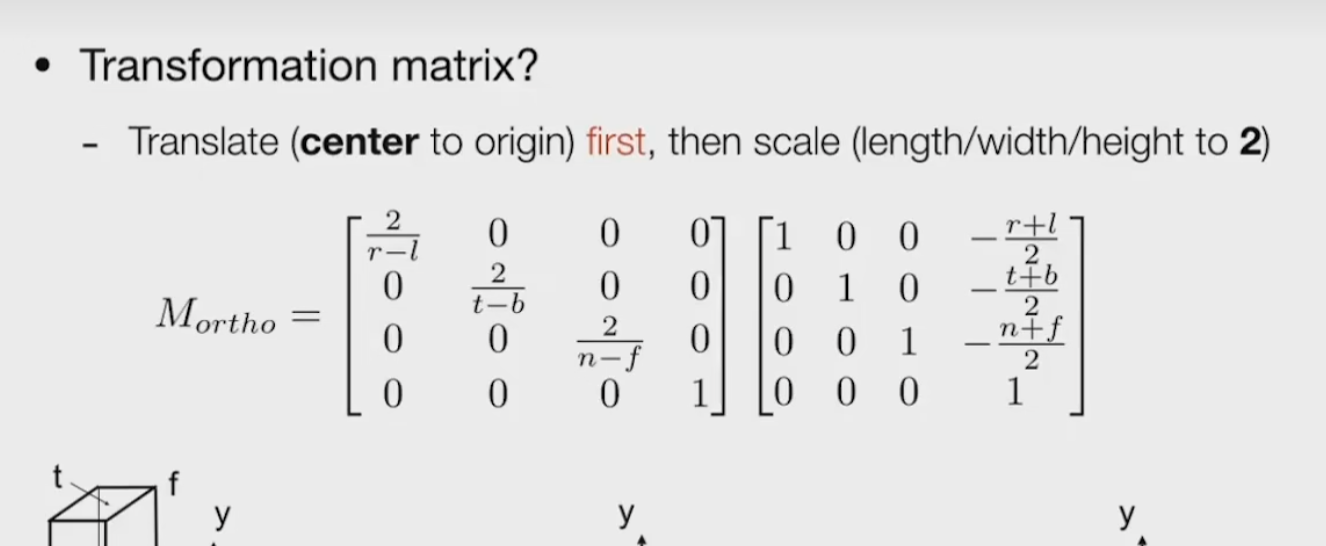 • Transformation matrix?
- Translate (center to origin) first, then scale (length/width/height to 2)
$M_{ortho} = \begin{bmatrix} \frac{2}{r-l} & 0 & 0 & 0 \\ 0 & \frac{2}{t-b} & 0 & 0 \\ 0 & 0 & \frac{2}{n-f} & 0 \\ 0 & 0 & 0 & 1 \end{bmatrix} \begin{bmatrix} 1 & 0 & 0 & -\frac{r+l}{2} \\ 0 & 1 & 0 & -\frac{t+b}{2} \\ 0 & 0 & 1 & -\frac{n+f}{2} \\ 0 & 0 & 0 & 1 \end{bmatrix}$
t f
y y y